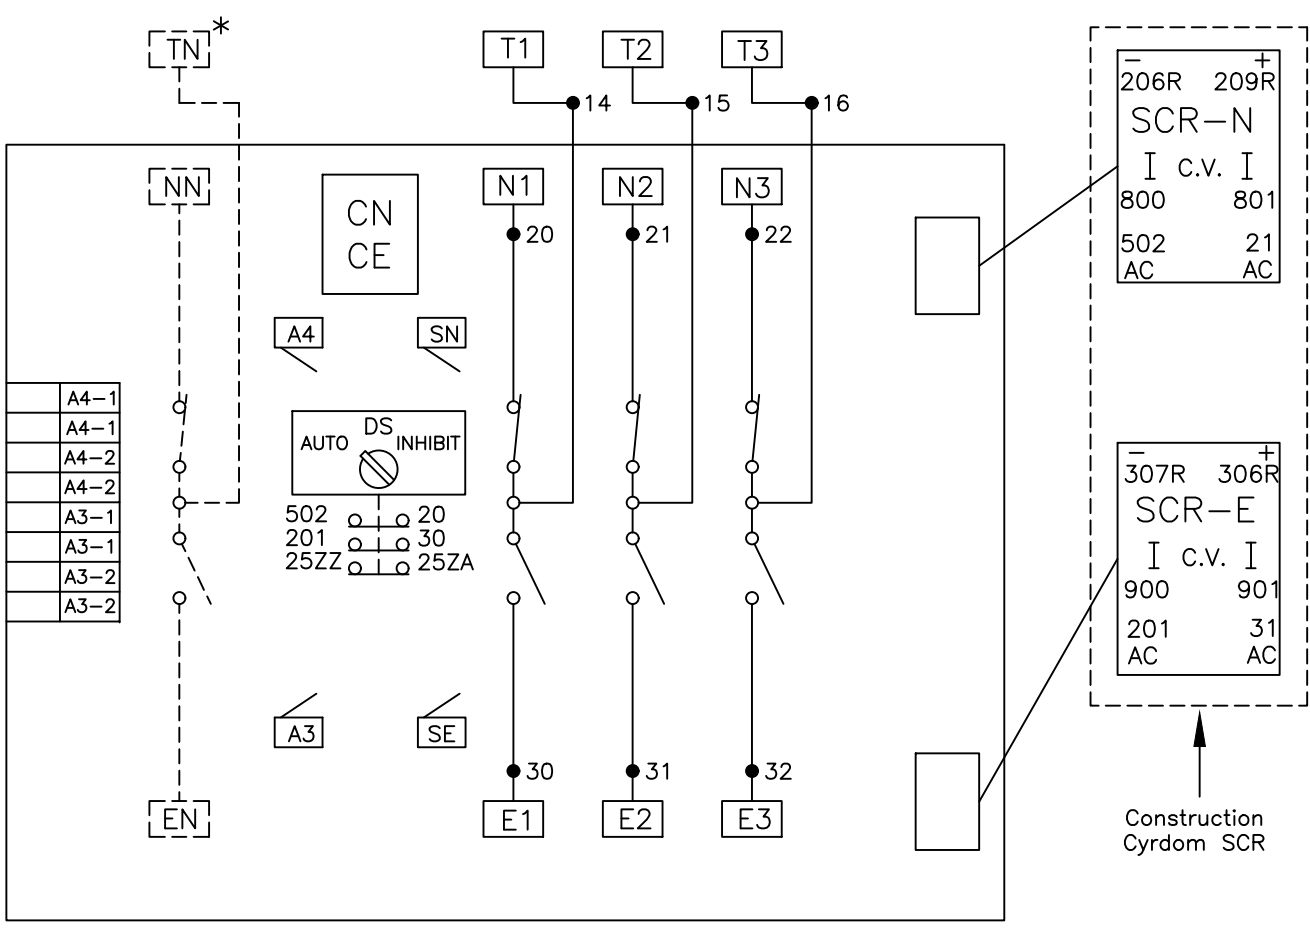 TN*
T1
T2
T3
14
15
16
NN
CN
CE
N1
N2
N3
20
21
22
A4
SN
A4-1
A4-1
A4-2
A4-2
A3-1
A3-1
A3-2
A3-2
DS
AUTO INHIBIT
502 20
201 30
25ZZ 25ZA
A3
SE
30
31
32
EN
E1
E2
E3
- +
206R 209R
SCR-N
I C.V. I
800 801
502 21
AC AC
- +
307R 306R
SCR-E
I C.V. I
900 901
201 31
AC AC
Construction
Cyrdom SCR